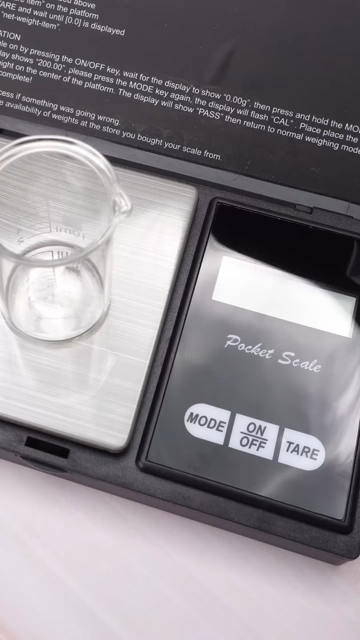 ded above
e item" on the platform
TARE and wait until [0.0] is displayed
"net-weight-item".
ATION
le on by pressing the ON/OFF key, wait for the display to show "0.00g", then press and hold the MO
lay shows "200.00", please press the MODE key again, the display will flash "CAL" . Place place the
ight on the center of the platform. The display will show "PASS" then return to normal weighing mode
complete!
cess if something was going wrong.
e availability of weights at the store you bought your scale from.
Pocket Scale
MODE
ON
OFF
TARE